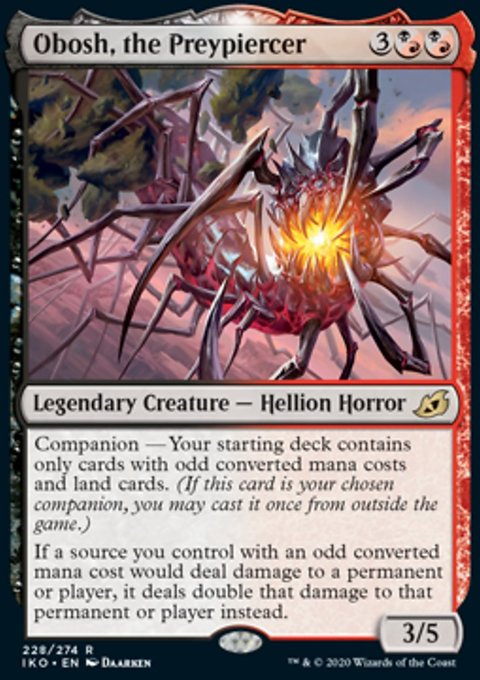 Obosh, the Preypiercer 3
Legendary Creature — Hellion Horror
Companion — Your starting deck contains
only cards with odd converted mana costs
and land cards. (If this card is your chosen
companion, you may cast it once from outside the
game.)
If a source you control with an odd converted
mana cost would deal damage to a permanent
or player, it deals double that damage to that
permanent or player instead.
3/5
228/274 R
IKO • EN Daarken
™ & © 2020 Wizards of the Coast